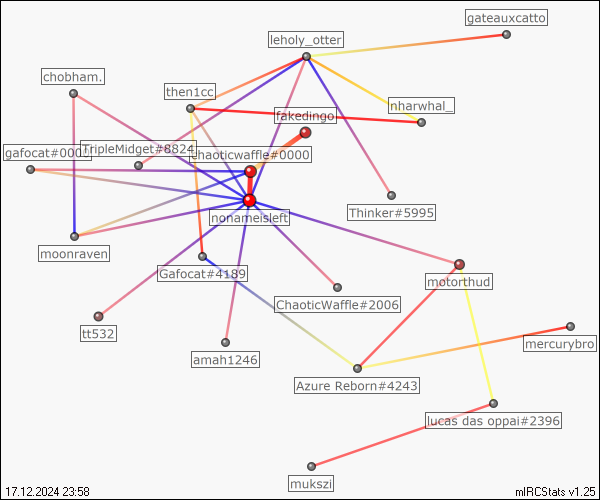 gateauxcatto
leholy_otter
chobham.
then1cc
nharwhal_
fakedingo
TripleMidget#8824
chaoticwaffle#0000
Thinker#5995
nonameisleft
moonraven
Gafocat#4189
motorthud
ChaoticWaffle#2006
tt532
mercurybro
amah1246
Azure Reborn#4243
lucas das oppai#2396
mukszi
17.12.2024 23:58
mIRCStats v1.25